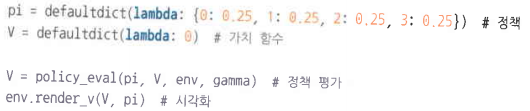 pi = defaultdict(lambda: {0: 0.25, 1: 0.25, 2: 0.25, 3: 0.25}) # 정책
V = defaultdict(lambda: 0) # 가치 함수
V = policy_eval(pi, V, env, gamma) # 정책 평가
env.render_v(V, pi) # 시각화